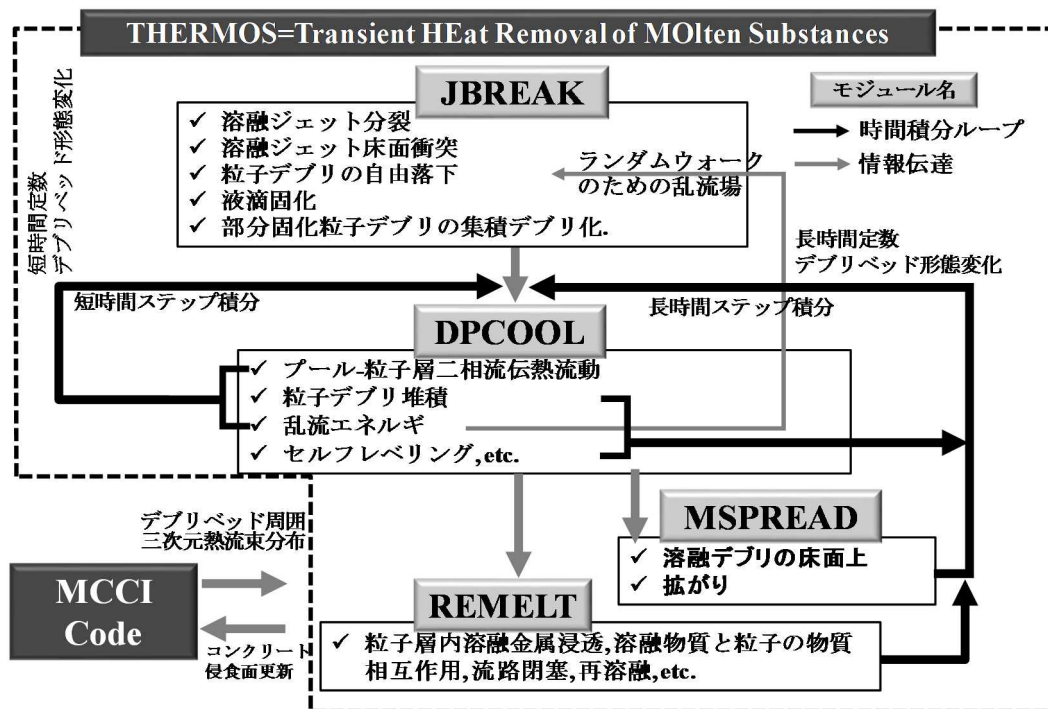 THERMOS=Transient HEat Removal of MOlten Substances
短時間定数
デブリベッド形態変化
JBREAK
✓ 溶融ジェット分裂
✓ 溶融ジェット床面衝突
✓ 粒子デブリの自由落下
✓ 液滴固化
✓ 部分固化粒子デブリの集積デブリ化.
モジュール名
時間積分ループ
情報伝達
ランダムウォーク
のための乱流場
長時間定数
デブリベッド形態変化
短時間ステップ積分
長時間ステップ積分
DPCOOL
✓ プール-粒子層二相流伝熱流動
✓ 粒子デブリ堆積
✓ 乱流エネルギ
✓ セルフレベリング,etc.
デブリベッド周囲
三次元熱流束分布
MCCI
Code
コンクリート
侵食面更新
MSPREAD
✓ 溶融デブリの床面上
✓ 拡がり
REMELT
✓ 粒子層内溶融金属浸透,溶融物質と粒子の物質
相互作用,流路閉塞,再溶融,etc.